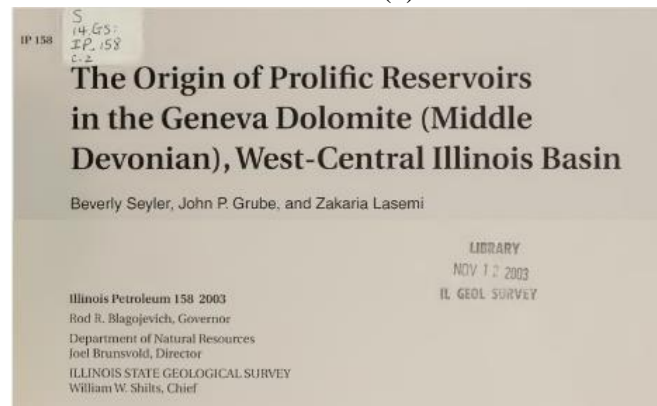 IP 158
S
14.GS:
IP 158
c.2
The Origin of Prolific Reservoirs
in the Geneva Dolomite (Middle
Devonian), West-Central Illinois Basin
Beverly Seyler, John P. Grube, and Zakaria Lasemi
LIBRARY
NOV 12 2003
IL GEOL SURVEY
Illinois Petroleum 158 2003
Rod R. Blagojevich, Governor
Department of Natural Resources
Joel Brunsvold, Director
ILLINOIS STATE GEOLOGICAL SURVEY
William W. Shilts, Chief